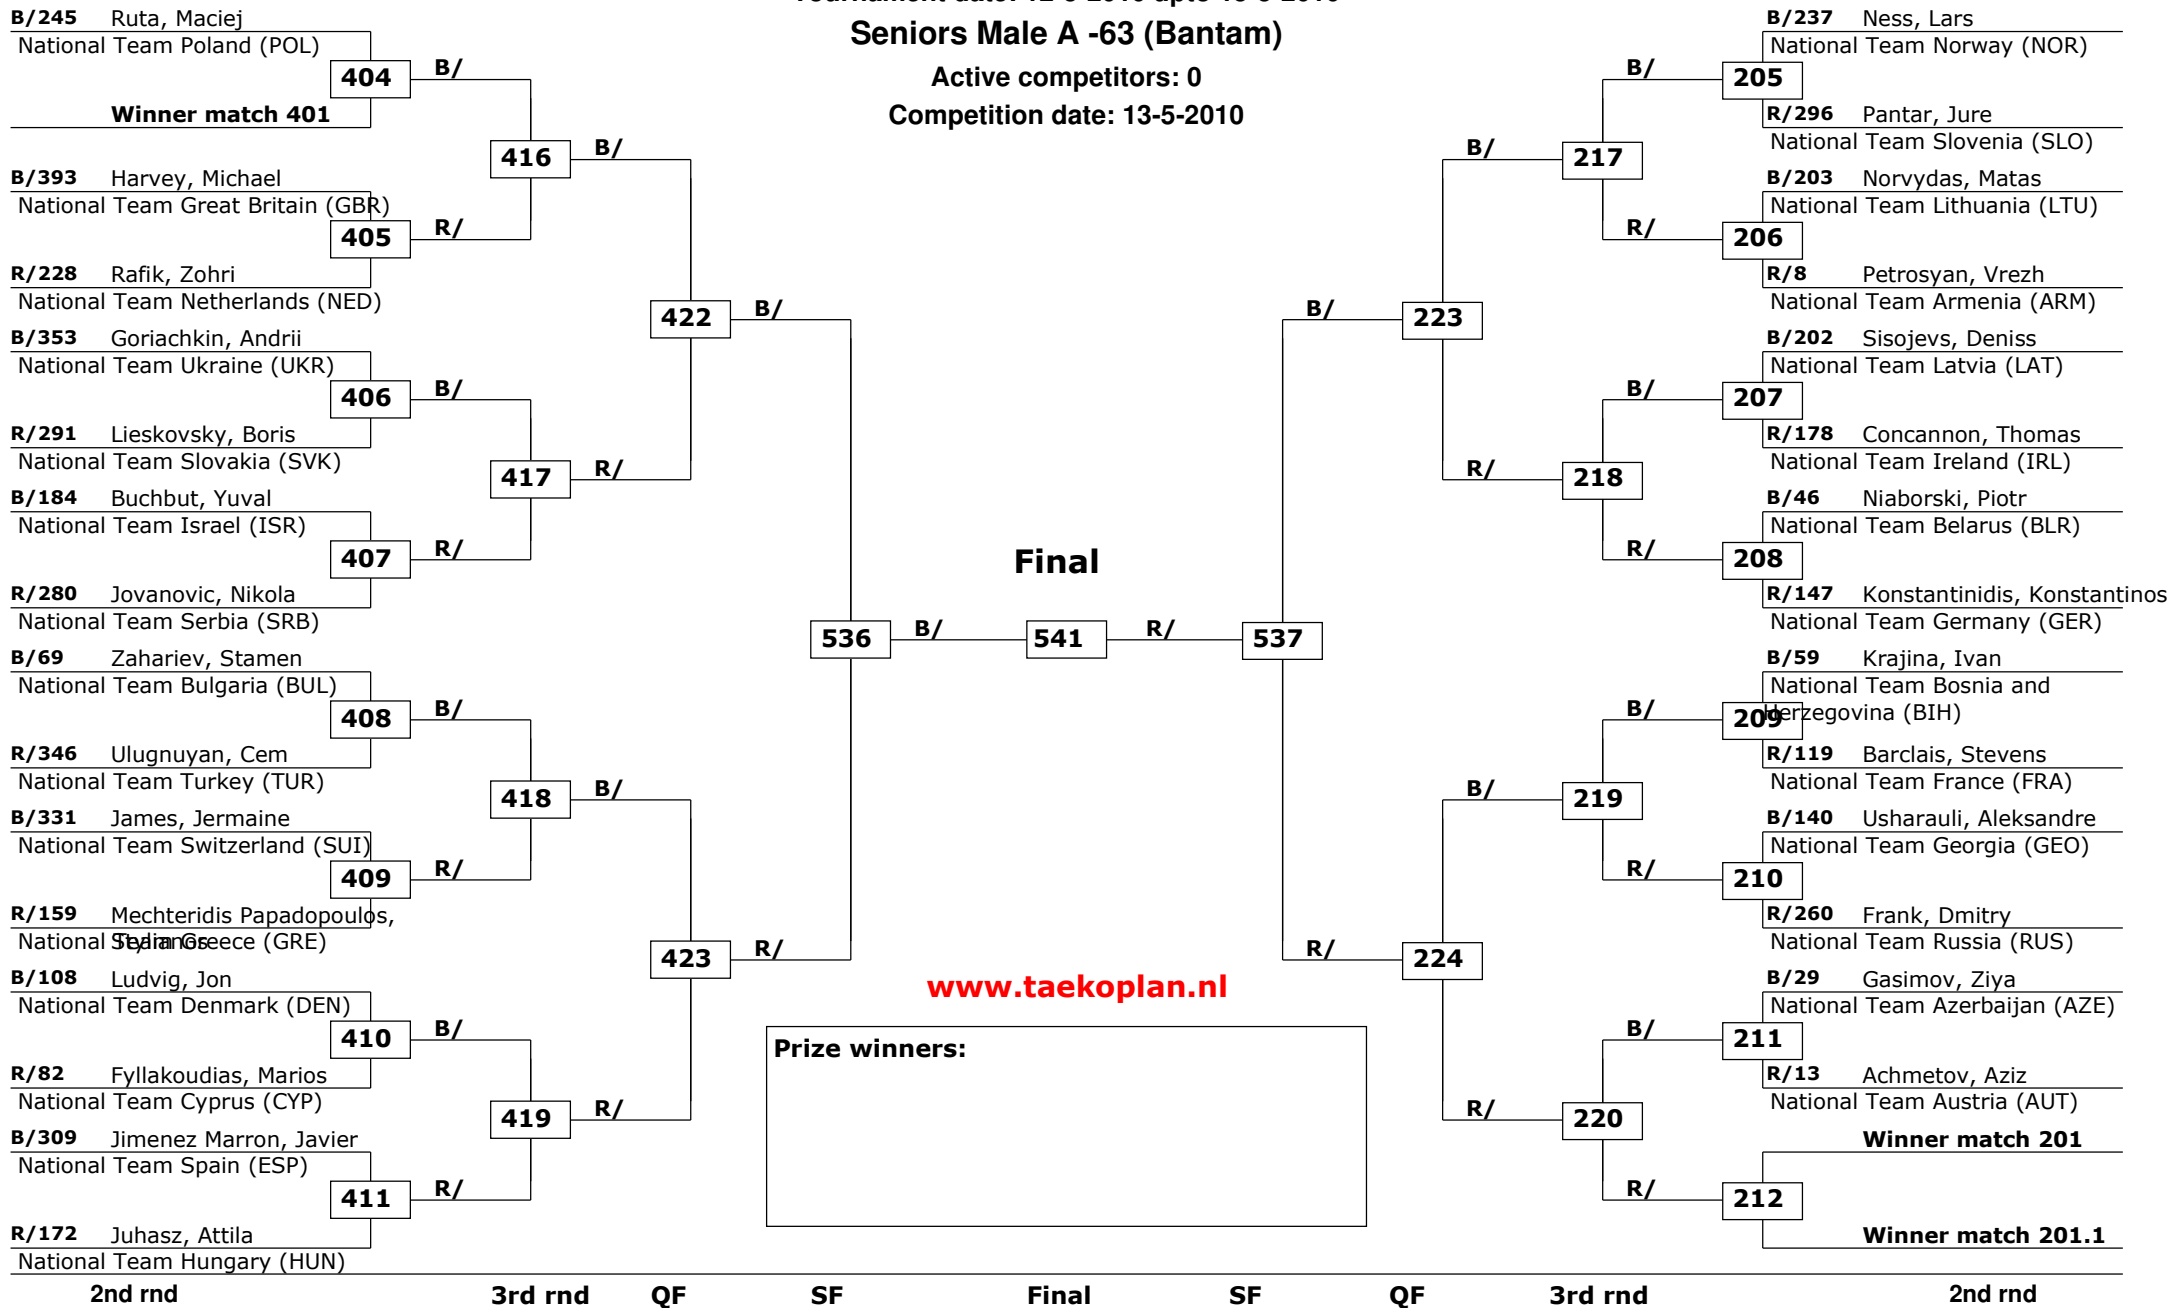 Seniors Male A -63 (Bantam)
Active competitors: 0
Competition date: 13-5-2010
B/245 Ruta, Maciej
National Team Poland (POL)
404 B/
Winner match 401
416 B/
B/393 Harvey, Michael
National Team Great Britain (GBR)
405 R/
R/228 Rafik, Zohri
National Team Netherlands (NED)
422 B/
B/353 Goriachkin, Andrii
National Team Ukraine (UKR)
406 B/
R/291 Lieskovsky, Boris
National Team Slovakia (SVK)
417 R/
B/184 Buchbut, Yuval
National Team Israel (ISR)
407 R/
R/280 Jovanovic, Nikola
National Team Serbia (SRB)
536 B/
B/69 Zahariev, Stamen
National Team Bulgaria (BUL)
408 B/
R/346 Ulugnuyan, Cem
National Team Turkey (TUR)
418 B/
B/331 James, Jermaine
National Team Switzerland (SUI)
409 R/
R/159 Mechteridis Papadopoulos,
Stylianos
National Team Greece (GRE)
423 R/
B/108 Ludvig, Jon
National Team Denmark (DEN)
410 B/
R/82 Fyllakoudias, Marios
National Team Cyprus (CYP)
419 R/
B/309 Jimenez Marron, Javier
National Team Spain (ESP)
411 R/
R/172 Juhasz, Attila
National Team Hungary (HUN)
Final
541
www.taekoplan.nl
Prize winners:
B/237 Ness, Lars
National Team Norway (NOR)
B/ 205
R/296 Pantar, Jure
National Team Slovenia (SLO)
B/ 217
B/203 Norvydas, Matas
National Team Lithuania (LTU)
R/ 206
R/8 Petrosyan, Vrezh
National Team Armenia (ARM)
B/ 223
B/202 Sisojevs, Deniss
National Team Latvia (LAT)
B/ 207
R/178 Concannon, Thomas
National Team Ireland (IRL)
R/ 218
B/46 Niaborski, Piotr
National Team Belarus (BLR)
R/ 208
R/147 Konstantinidis, Konstantinos
National Team Germany (GER)
R/ 537
B/59 Krajina, Ivan
National Team Bosnia and
Herzegovina (BIH)
B/ 209
R/119 Barclais, Stevens
National Team France (FRA)
B/ 219
B/140 Usharauli, Aleksandre
National Team Georgia (GEO)
R/ 210
R/260 Frank, Dmitry
National Team Russia (RUS)
R/ 224
B/29 Gasimov, Ziya
National Team Azerbaijan (AZE)
B/ 211
R/13 Achmetov, Aziz
National Team Austria (AUT)
R/ 220
Winner match 201
R/ 212
Winner match 201.1
2nd rnd 3rd rnd QF SF Final SF QF 3rd rnd 2nd rnd